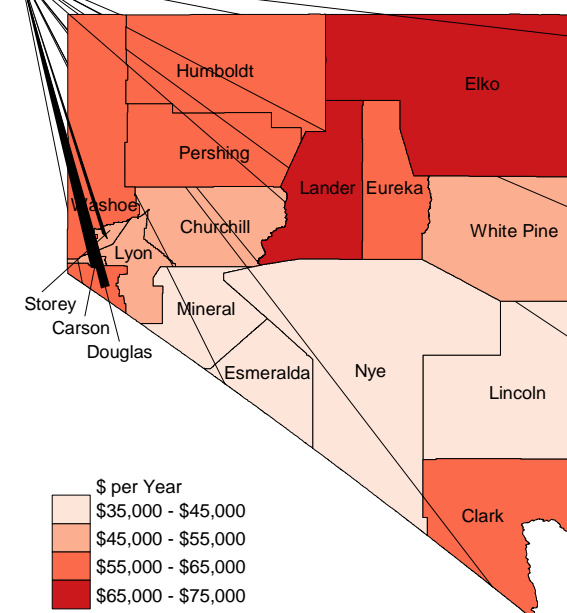 Humboldt
Elko
Pershing
Lander
Eureka
Washoe
Churchill
White Pine
Lyon
Storey
Carson
Douglas
Mineral
Esmeralda
Nye
Lincoln
Clark
$ per Year
$35,000 - $45,000
$45,000 - $55,000
$55,000 - $65,000
$65,000 - $75,000